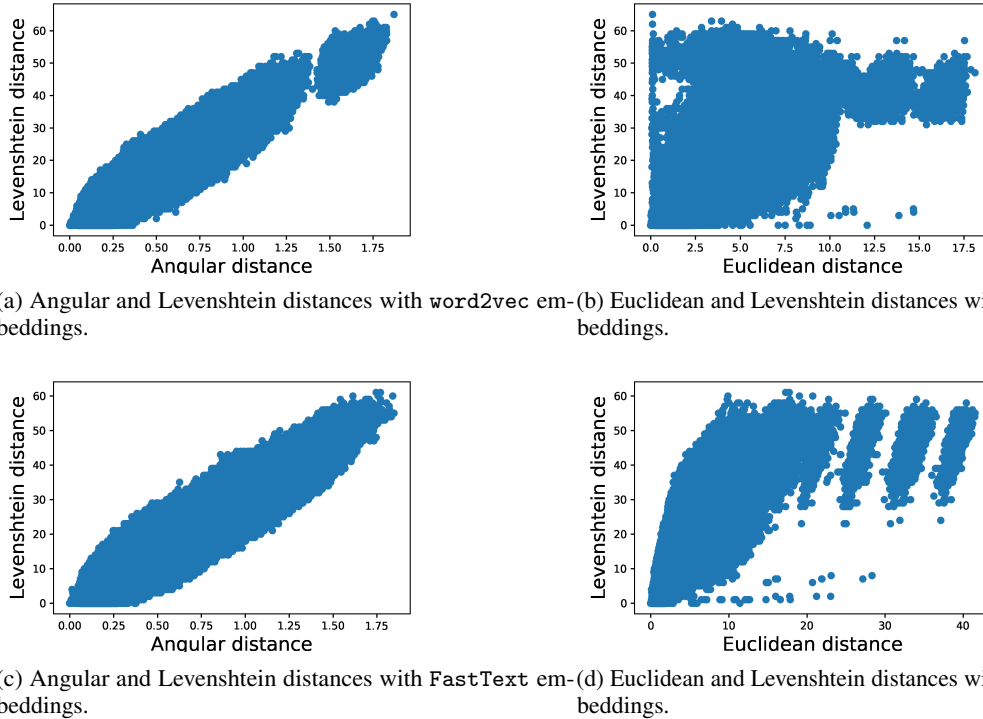 60
50
40
30
20
10
0
Levenshtein distance
0.00 0.25 0.50 0.75 1.00 1.25 1.50 1.75
Angular distance
60
50
40
30
20
10
0
Levenshtein distance
0.0 2.5 5.0 7.5 10.0 12.5 15.0 17.5
Euclidean distance
(a) Angular and Levenshtein distances with word2vec em-
beddings.
(b) Euclidean and Levenshtein distances wi
beddings.
60
50
40
30
20
10
0
Levenshtein distance
0.00 0.25 0.50 0.75 1.00 1.25 1.50 1.75
Angular distance
60
50
40
30
20
10
0
Levenshtein distance
0 10 20 30 40
Euclidean distance
(c) Angular and Levenshtein distances with FastText em-
beddings.
(d) Euclidean and Levenshtein distances wi
beddings.